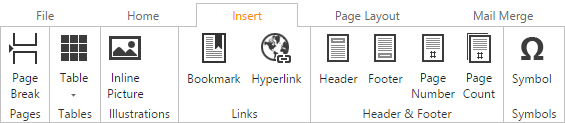 File Home Insert Page Layout Mail Merge
Page Break Table Inline Picture Bookmark Hyperlink Header Footer Page Number Page Count Symbol
Pages Tables Illustrations Links Header & Footer Symbols